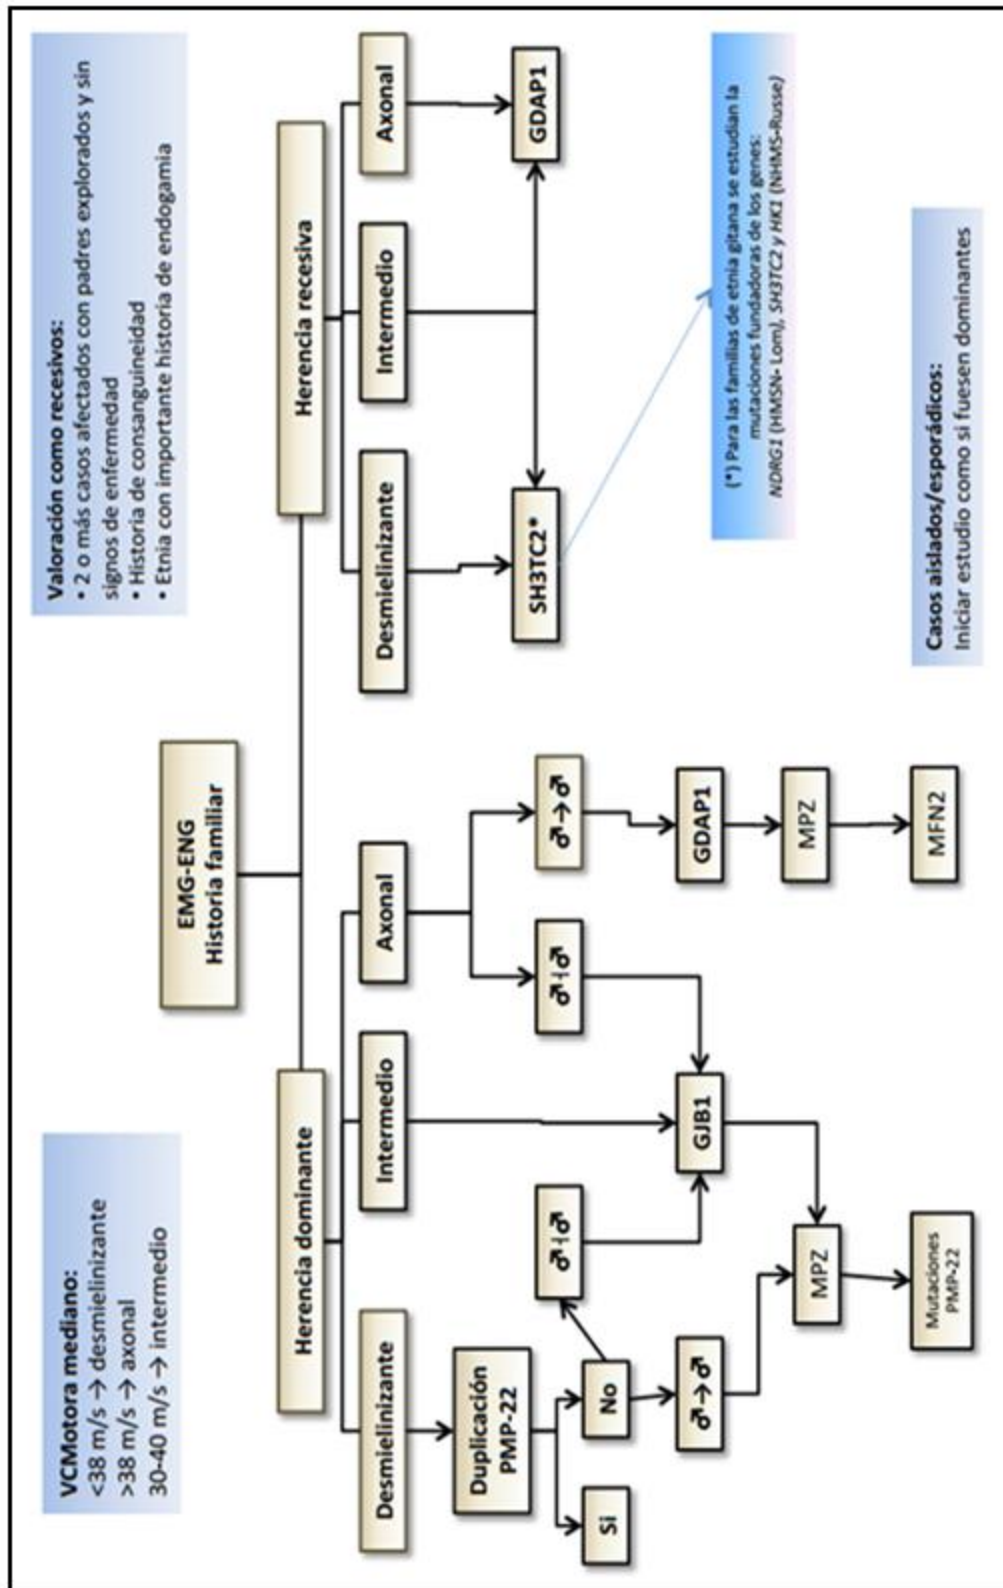 VCMotora mediano:
<38 m/s → desmielinizante
>38 m/s → axonal
30-40 m/s → intermedio
EMG-ENG
Historia familiar
Valoración como recesivos:
• 2 o más casos afectados con padres explorados y sin
signos de enfermedad
• Historia de consanguineidad
• Etnia con importante historia de endogamia
Herencia dominante
Herencia recesiva
Desmielinizante
Intermedio
Axonal
Desmielinizante
Intermedio
Axonal
Duplicación
PMP-22
Si
No
♂→♂
♂┤♂
♂┤♂
♂→♂
SH3TC2*
GDAP1
GJB1
GDAP1
MPZ
MPZ
Mutaciones
PMP-22
MFN2
(*) Para las familias de etnia gitana se estudian la
mutaciones fundadoras de los genes:
NDRG1 (HMSN- Lom), SH3TC2 y HK1 (NHMS-Russe)
Casos aislados/esporádicos:
Iniciar estudio como si fuesen dominantes